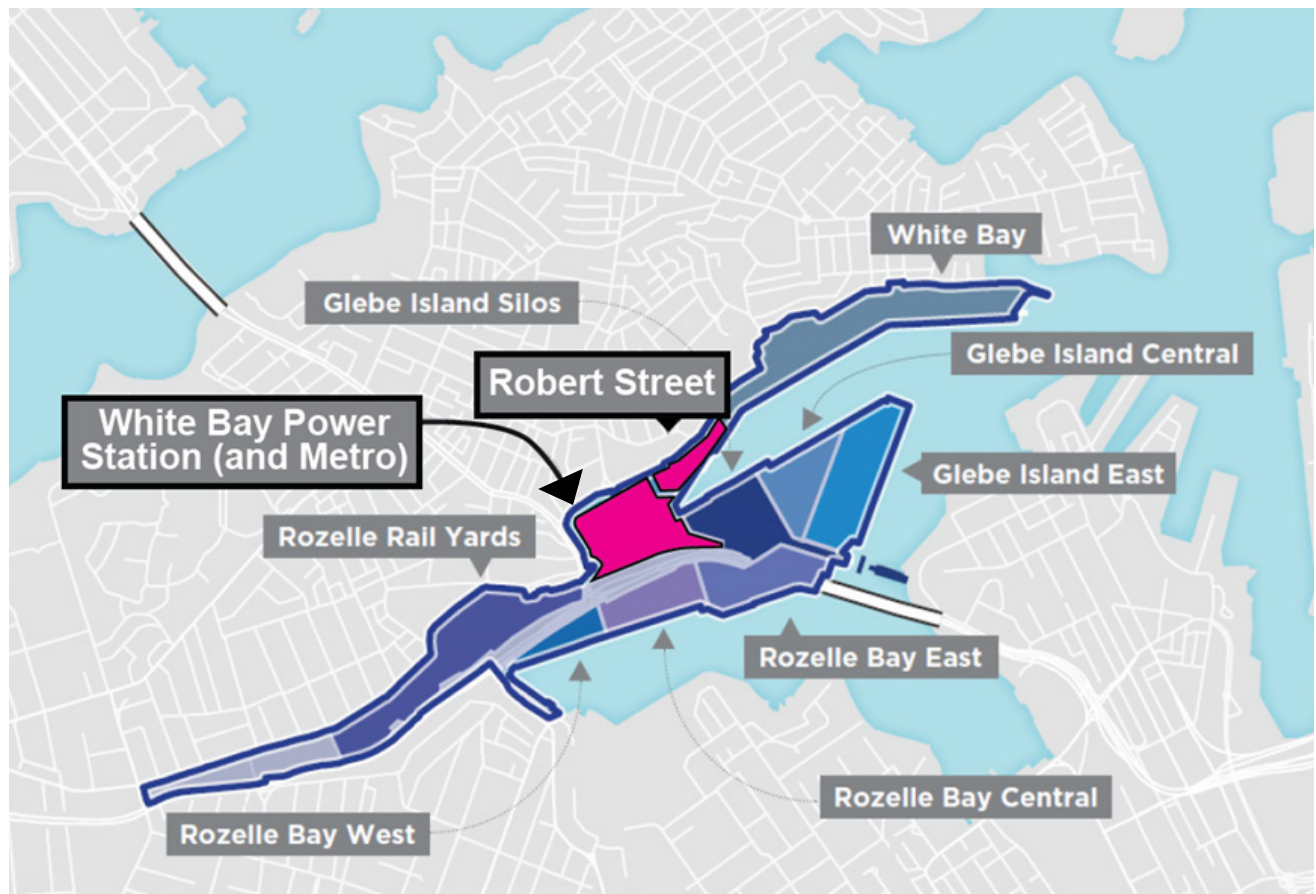 White Bay
Glebe Island Silos
Glebe Island Central
Robert Street
White Bay Power
Station (and Metro)
Glebe Island East
Rozelle Rail Yards
Rozelle Bay East
Rozelle Bay Central
Rozelle Bay West